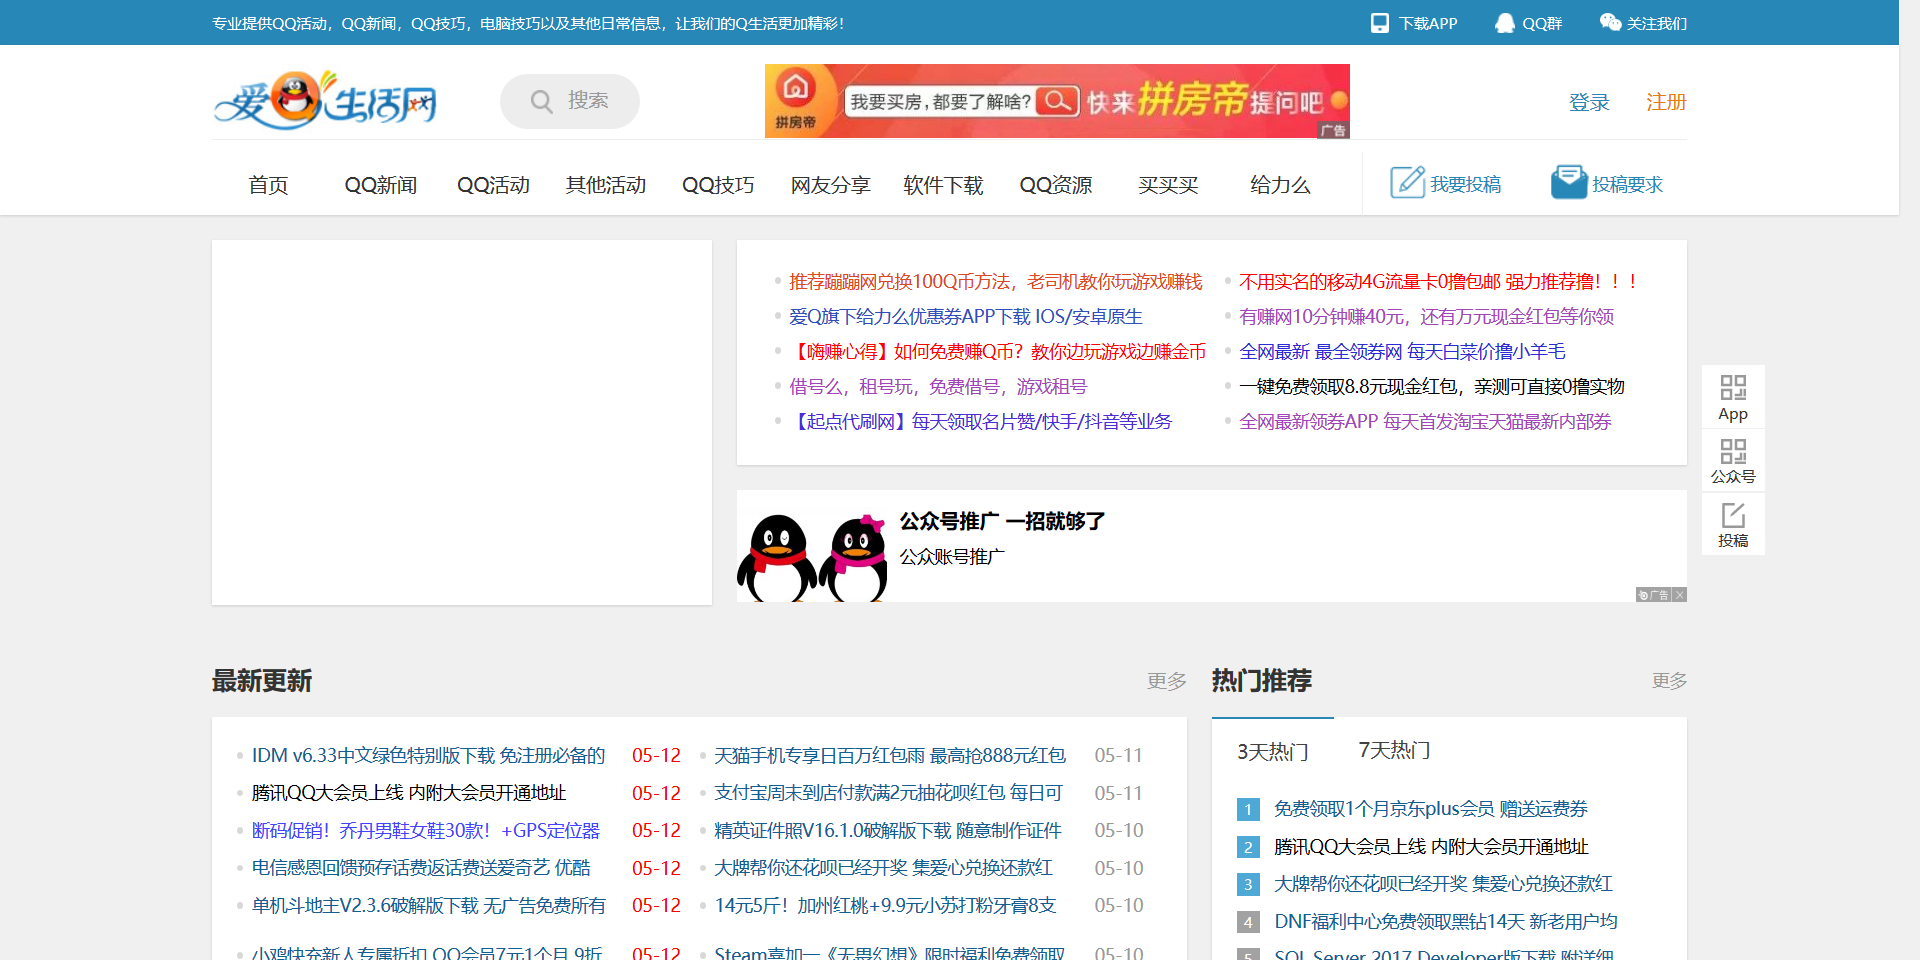 专业提供QQ活动，QQ新闻，QQ技巧，电脑技巧以及其他日常信息，让我们的Q生活更加精彩！
下载APP QQ群 关注我们
爱Q生活网 搜索
拼房帝 我要买房，都要了解啥？ 快来拼房帝提问吧 广告
登录 注册
首页 QQ新闻 QQ活动 其他活动 QQ技巧 网友分享 软件下载 QQ资源 买买买 给力么 我要投稿 投稿要求
推荐蹦蹦网兑换100Q币方法，老司机教你玩游戏赚钱
不用实名的移动4G流量卡0撸包邮 强力推荐撸！！！
爱Q旗下给力么优惠券APP下载 IOS/安卓原生
有赚网10分钟赚40元，还有万元现金红包等你领
【嗨赚心得】如何免费赚Q币？教你边玩游戏边赚金币
全网最新 最全领券网 每天白菜价撸小羊毛
借号么，租号玩，免费借号，游戏租号
一键免费领取8.8元现金红包，亲测可直接0撸实物
【起点代刷网】每天领取名片赞/快手/抖音等业务
全网最新领券APP 每天首发淘宝天猫最新内部券
App
公众号
投稿
公众号推广 一招就够了
公众账号推广
广告
最新更新 更多
IDM v6.33中文绿色特别版下载 免注册必备的 05-12
天猫手机专享日百万红包雨 最高抢888元红包 05-11
腾讯QQ大会员上线 内附大会员开通地址 05-12
支付宝周末到店付款满2元抽花呗红包 每日可 05-11
断码促销！乔丹男鞋女鞋30款！+GPS定位器 05-12
精英证件照V16.1.0破解版下载 随意制作证件 05-10
电信感恩回馈预存话费返话费送爱奇艺 优酷 05-12
大牌帮你还花呗已经开奖 集爱心兑换还款红 05-10
单机斗地主V2.3.6破解版下载 无广告免费所有 05-12
14元5斤！加州红桃+9.9元小苏打粉牙膏8支 05-10
小鸡快充新人专属折扣 QQ会员7元1个月 9折 05-12
Steam喜加一《无畏幻想》限时福利免费领取 05-10
热门推荐 更多
3天热门 7天热门
1 免费领取1个月京东plus会员 赠送运费券
2 腾讯QQ大会员上线 内附大会员开通地址
3 大牌帮你还花呗已经开奖 集爱心兑换还款红
4 DNF福利中心免费领取黑钻14天 新老用户均
5 SQL Server 2017 Developer版下载 附详细